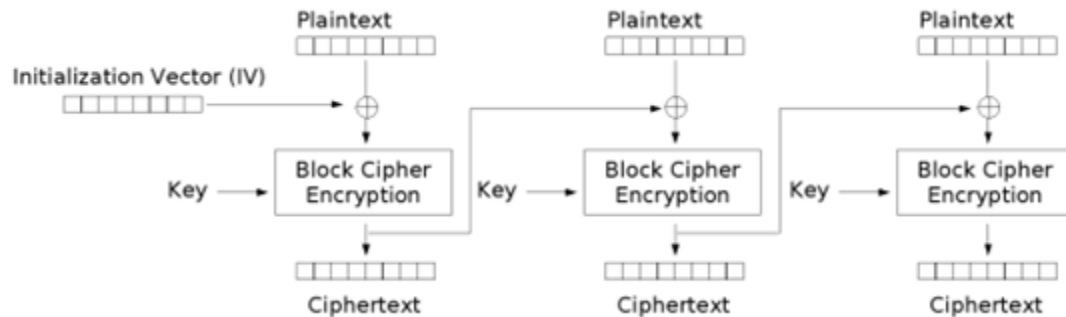 Plaintext
Plaintext
Plaintext
Initialization Vector (IV)
Key
Block Cipher
Encryption
Key
Block Cipher
Encryption
Key
Block Cipher
Encryption
Ciphertext
Ciphertext
Ciphertext